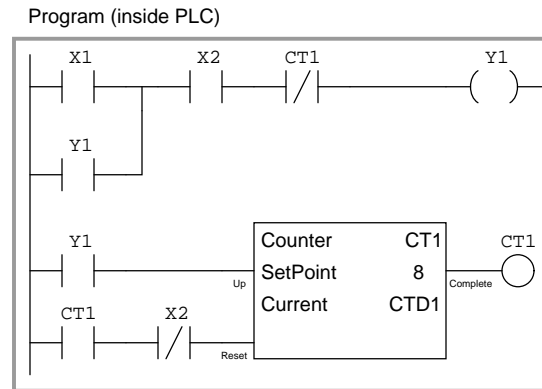 Program (inside PLC)
X1 X2 CT1 Y1
Y1
Y1 Counter CT1 CT1
Up SetPoint 8 Complete
Current CTD1
CT1 X2
Reset